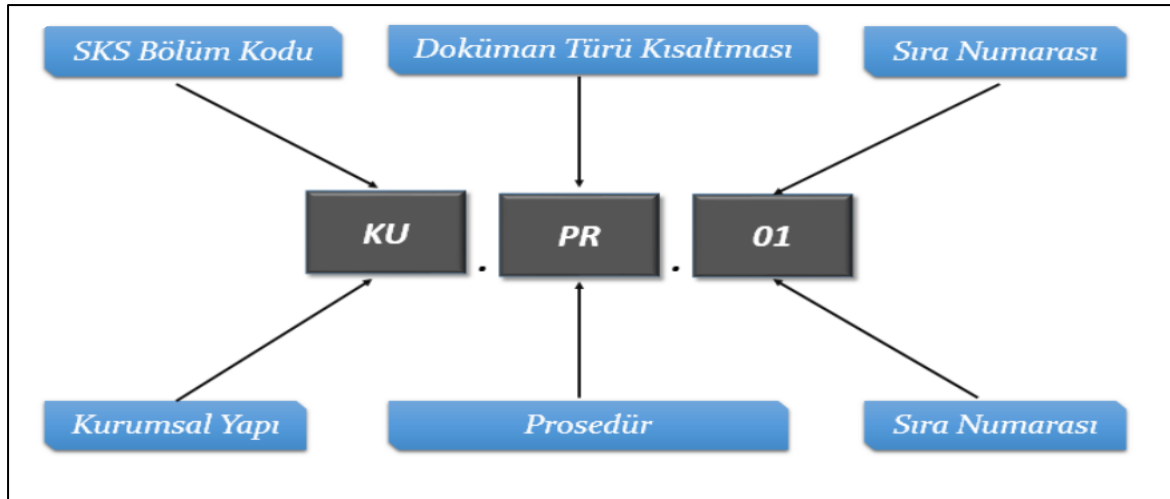 SKS Bölüm Kodu
Doküman Türü Kısaltması
Sıra Numarası
KU . PR . 01
Kurumsal Yapı
Prosedür
Sıra Numarası